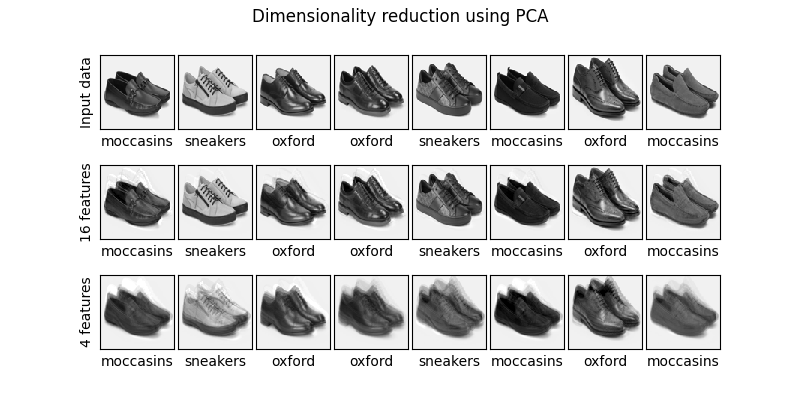 Dimensionality reduction using PCA
Input data
moccasins sneakers oxford oxford sneakers moccasins oxford moccasins
16 features
moccasins sneakers oxford oxford sneakers moccasins oxford moccasins
4 features
moccasins sneakers oxford oxford sneakers moccasins oxford moccasins